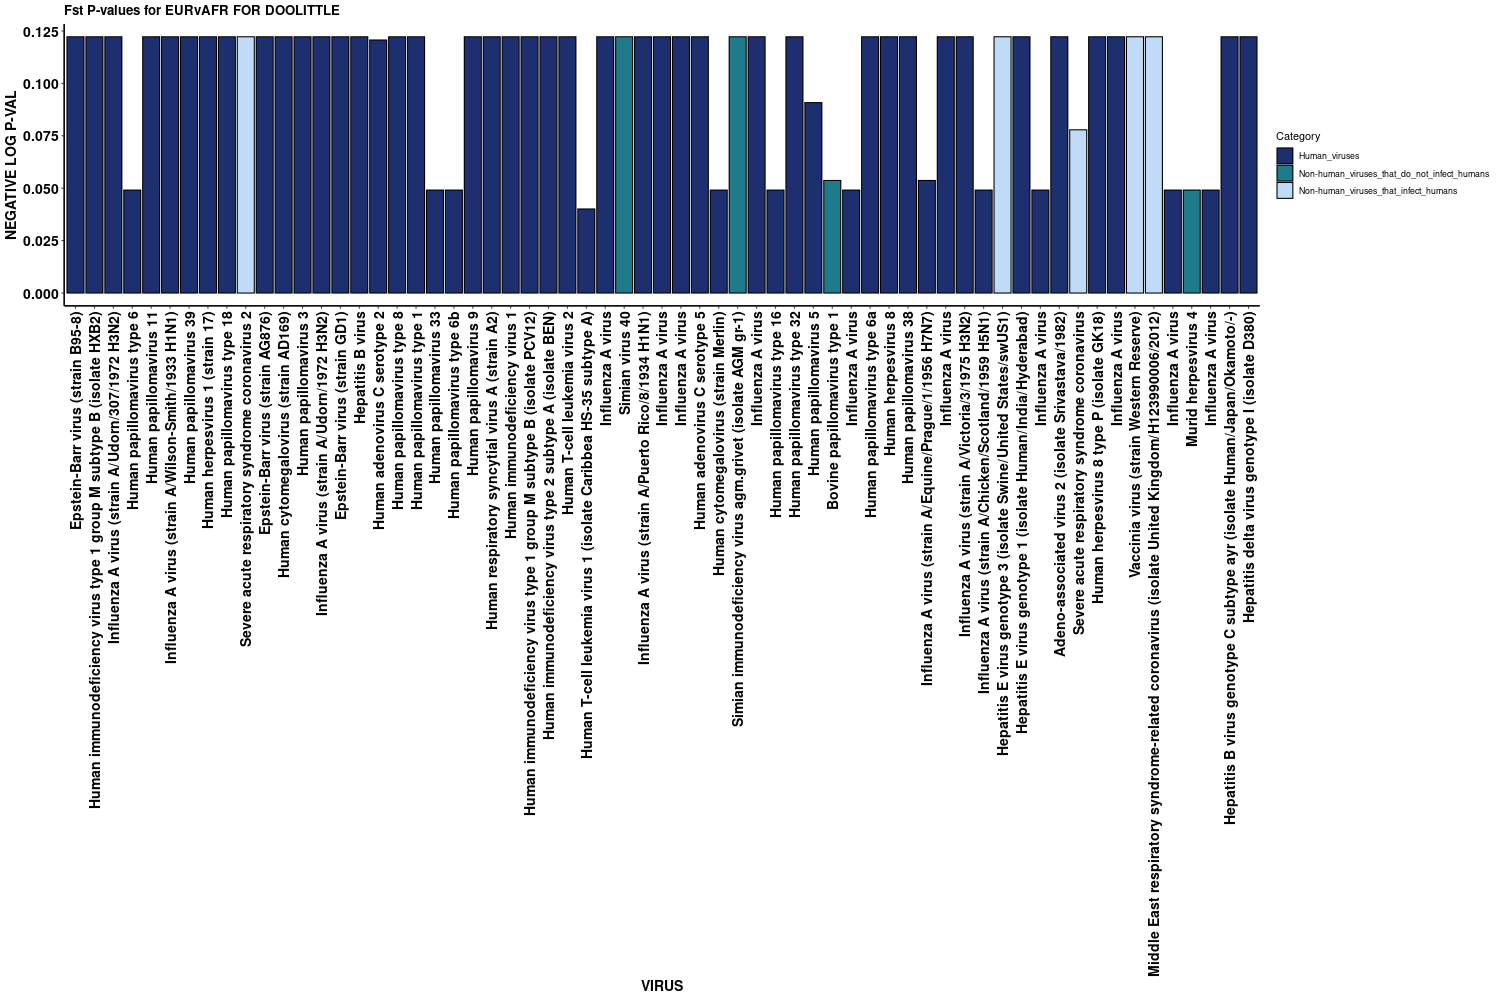 Fst P-values for EURvAFR FOR DOOLITTLE
NEGATIVE LOG P-VAL
0.125
0.100
0.075
0.050
0.025
0.000
Epstein-Barr virus (strain B95-8)
Human immunodeficiency virus type 1 group M subtype B (isolate HXB2)
Influenza A virus (strain A/Udorn/307/1972 H3N2)
Human papillomavirus type 6
Human papillomavirus 11
Influenza A virus (strain A/Wilson-Smith/1933 H1N1)
Human papillomavirus 39
Human herpesvirus 1 (strain 17)
Human papillomavirus type 18
Severe acute respiratory syndrome coronavirus 2
Epstein-Barr virus (strain AG876)
Human cytomegalovirus (strain AD169)
Human papillomavirus 3
Influenza A virus (strain A/Udorn/1972 H3N2)
Epstein-Barr virus (strain GD1)
Hepatitis B virus
Human adenovirus C serotype 2
Human papillomavirus type 8
Human papillomavirus type 1
Human papillomavirus 33
Human papillomavirus type 6b
Human papillomavirus 9
Human respiratory syncytial virus A (strain A2)
Human immunodeficiency virus 1
Human immunodeficiency virus type 1 group M subtype B (isolate PCV12)
Human immunodeficiency virus type 2 subtype A (isolate BEN)
Human T-cell leukemia virus 2
Human T-cell leukemia virus 1 (isolate Caribbea HS-35 subtype A)
Influenza A virus
Simian virus 40
Influenza A virus (strain A/Puerto Rico/8/1934 H1N1)
Influenza A virus
Influenza A virus
Human adenovirus C serotype 5
Human cytomegalovirus (strain Merlin)
Simian immunodeficiency virus agm.grivet (isolate AGM gr-1)
Influenza A virus
Human papillomavirus type 16
Human papillomavirus type 32
Human papillomavirus 5
Bovine papillomavirus type 1
Influenza A virus
Human papillomavirus type 6a
Human herpesvirus 8
Human papillomavirus 38
Influenza A virus (strain A/Equine/Prague/1/1956 H7N7)
Influenza A virus
Influenza A virus (strain A/Victoria/3/1975 H3N2)
Influenza A virus (strain A/Chicken/Scotland/1959 H5N1)
Hepatitis E virus genotype 3 (isolate Swine/United States/swUS1)
Hepatitis E virus genotype 1 (isolate Human/India/Hyderabad)
Influenza A virus
Adeno-associated virus 2 (isolate Srivastava/1982)
Severe acute respiratory syndrome coronavirus
Human herpesvirus 8 type P (isolate GK18)
Influenza A virus
Vaccinia virus (strain Western Reserve)
Middle East respiratory syndrome-related coronavirus (isolate United Kingdom/H123990006/2012)
Influenza A virus
Murid herpesvirus 4
Influenza A virus
Hepatitis B virus genotype C subtype ayr (isolate Human/Japan/Okamoto/-)
Hepatitis delta virus genotype I (isolate D380)
VIRUS
Category
Human_viruses
Non-human_viruses_that_do_not_infect_humans
Non-human_viruses_that_infect_humans